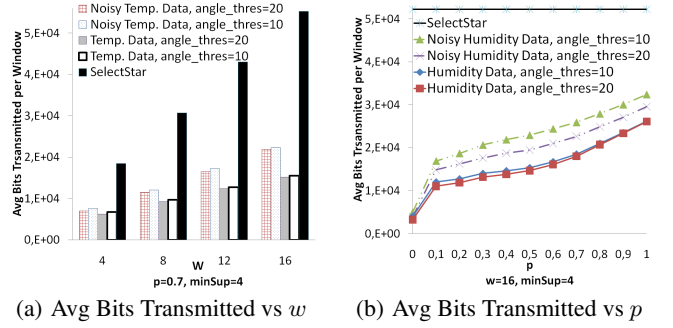 Avg Bits Trsansmitted per Window
5,E+04
4,E+04
3,E+04
2,E+04
1,E+04
0,E+00
Noisy Temp. Data, angle_thres=20
Noisy Temp. Data, angle_thres=10
Temp. Data, angle_thres=20
Temp. Data, angle_thres=10
SelectStar
4 8 12 16
W
p=0.7, minSup=4
(a) Avg Bits Transmitted vs w
Avg Bits Transmitted per Window
5,E+04
4,E+04
3,E+04
2,E+04
1,E+04
0,E+00
SelectStar
Noisy Humidity Data, angle_thres=10
Noisy Humidity Data, angle_thres=20
Humidity Data, angle_thres=10
Humidity Data, angle_thres=20
0 0,1 0,2 0,3 0,4 0,5 0,6 0,7 0,8 0,9 1
p
w=16, minSup=4
(b) Avg Bits Transmitted vs p